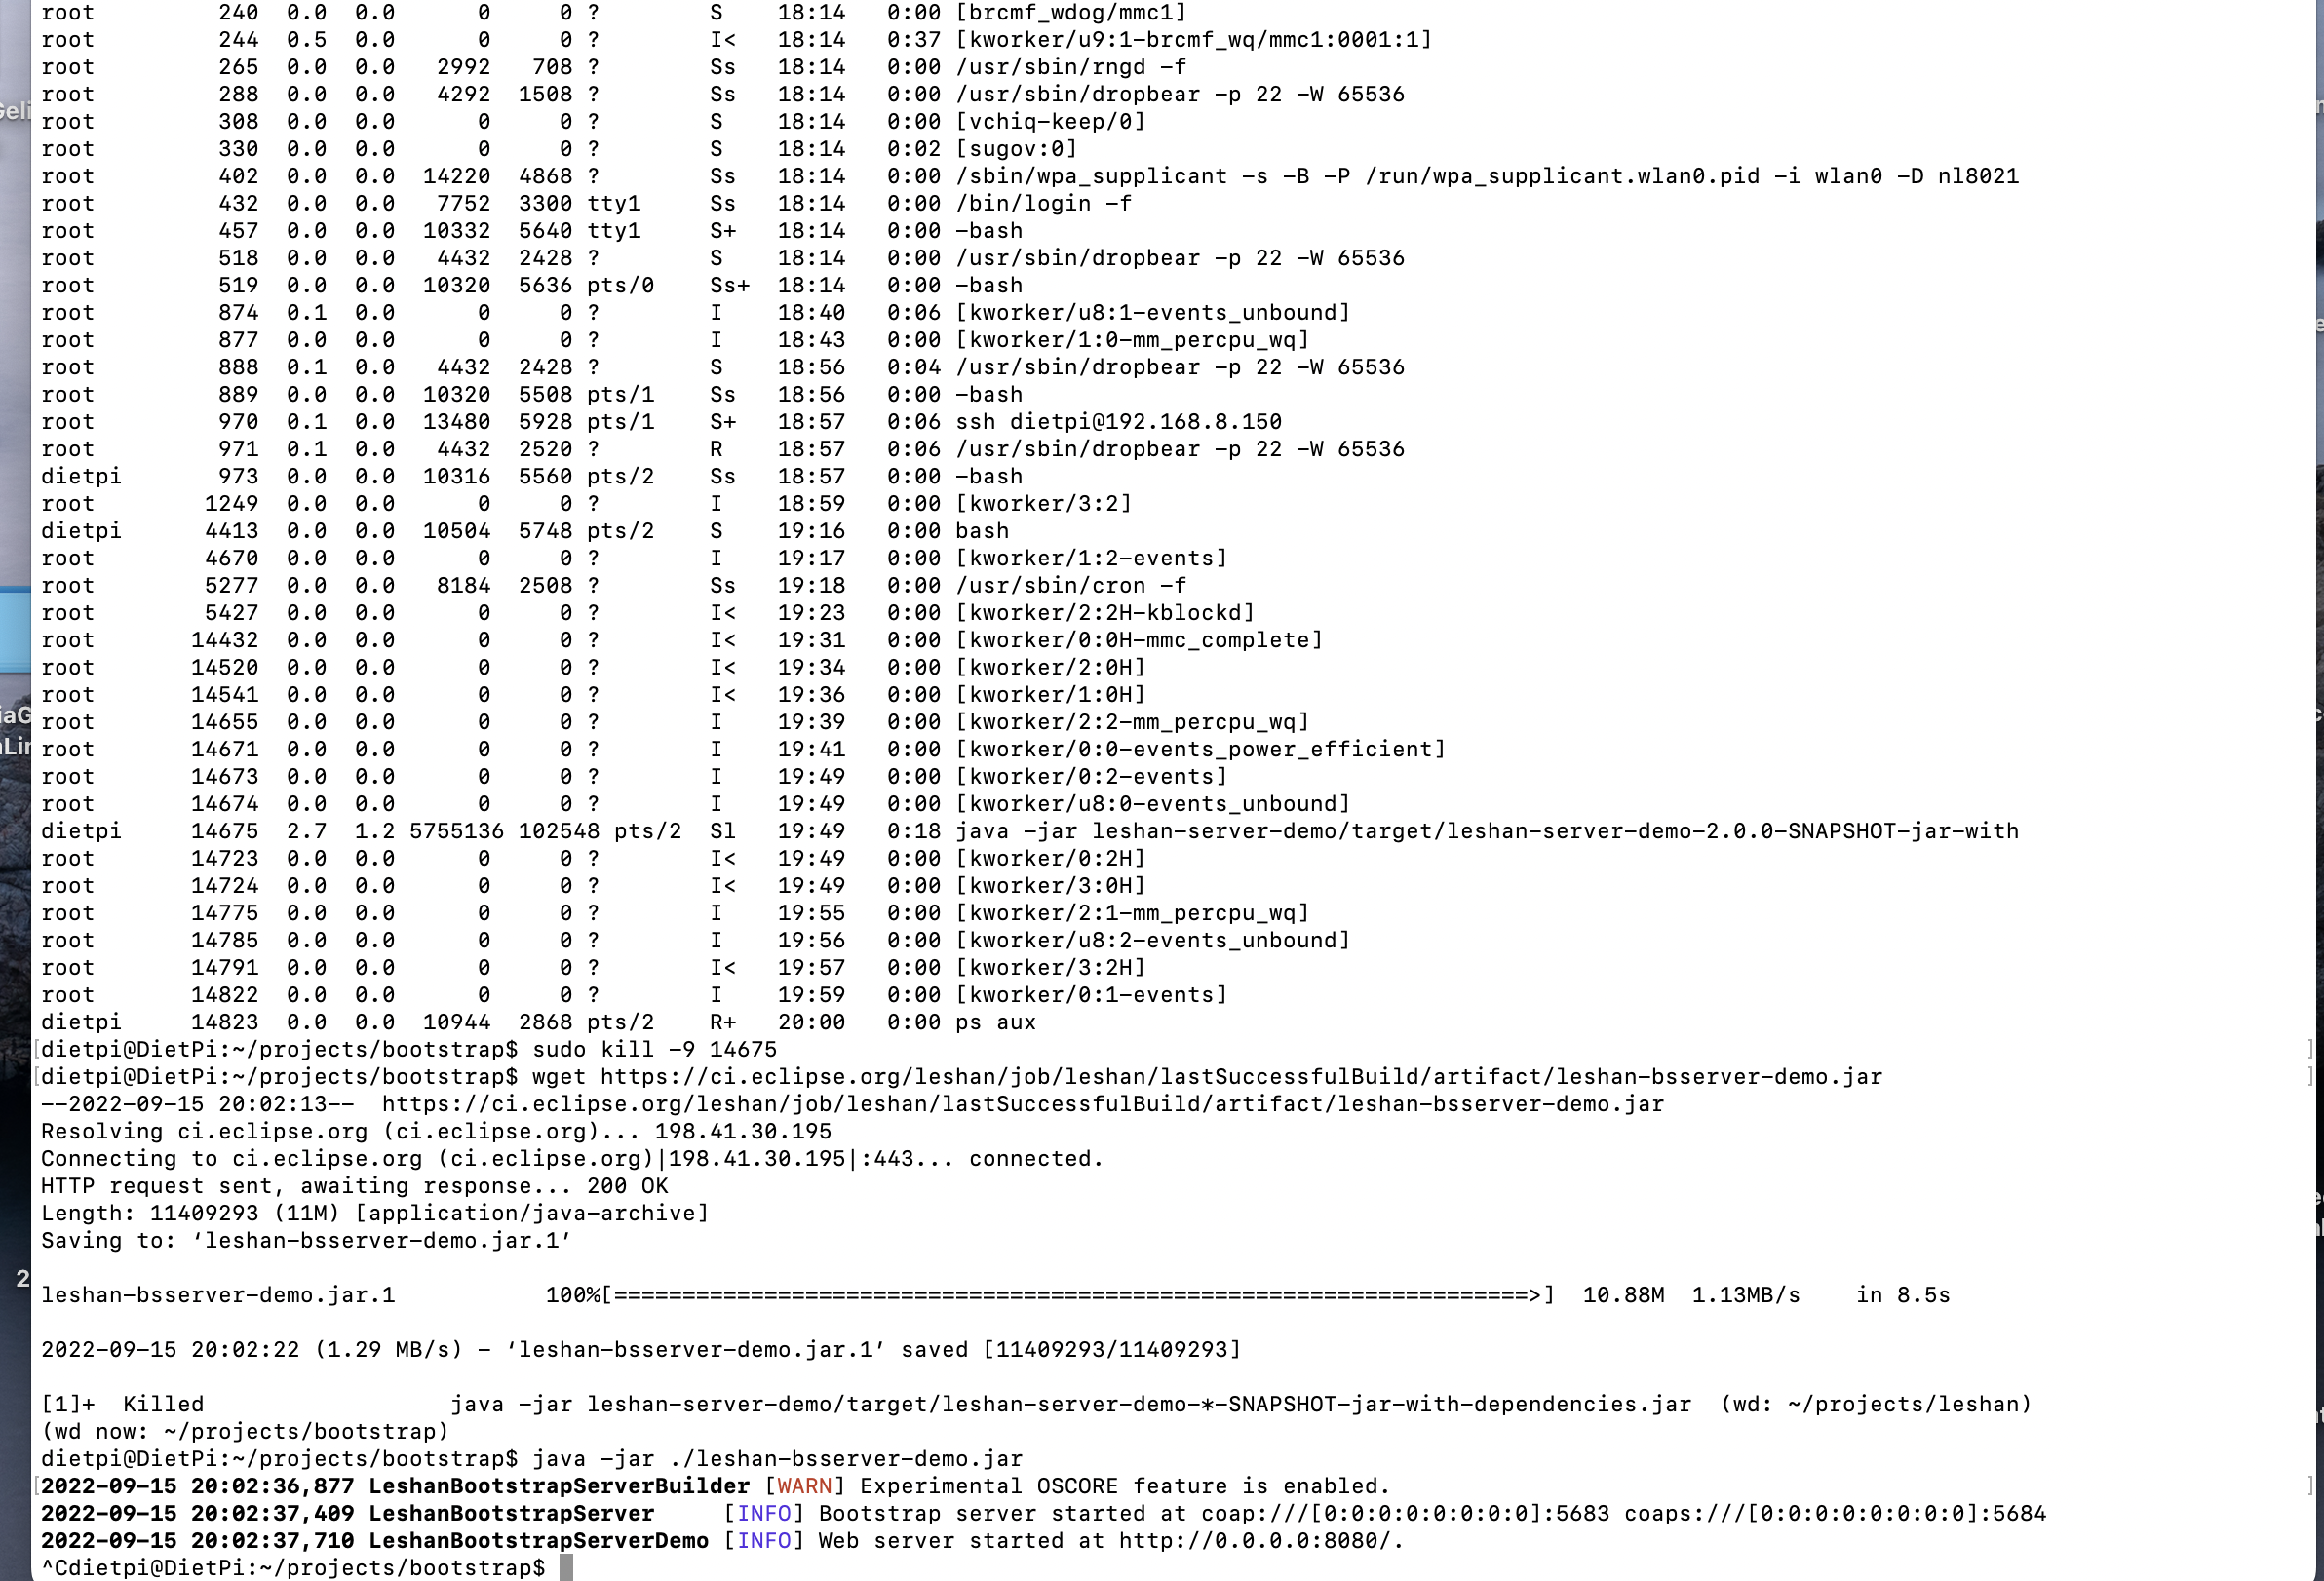 root         240  0.0  0.0      0     0 ?        S    18:14   0:00 [brcmf_wdog/mmc1]
root         244  0.5  0.0      0     0 ?        I<   18:14   0:37 [kworker/u9:1-brcmf_wq/mmc1:0001:1]
root         265  0.0  0.0   2992   708 ?        Ss   18:14   0:00 /usr/sbin/rngd -f
root         288  0.0  0.0   4292  1508 ?        Ss   18:14   0:00 /usr/sbin/dropbear -p 22 -W 65536
root         308  0.0  0.0      0     0 ?        S    18:14   0:00 [vchiq-keep/0]
root         330  0.0  0.0      0     0 ?        S    18:14   0:02 [sugov:0]
root         402  0.0  0.0  14220  4868 ?        Ss   18:14   0:00 /sbin/wpa_supplicant -s -B -P /run/wpa_supplicant.wlan0.pid -i wlan0 -D nl8021
root         432  0.0  0.0   7752  3300 tty1     Ss   18:14   0:00 /bin/login -f
root         457  0.0  0.0  10332  5640 tty1     S+   18:14   0:00 -bash
root         518  0.0  0.0   4432  2428 ?        S    18:14   0:00 /usr/sbin/dropbear -p 22 -W 65536
root         519  0.0  0.0  10320  5636 pts/0    Ss+  18:14   0:00 -bash
root         874  0.1  0.0      0     0 ?        I    18:40   0:06 [kworker/u8:1-events_unbound]
root         877  0.0  0.0      0     0 ?        I    18:43   0:00 [kworker/1:0-mm_percpu_wq]
root         888  0.1  0.0   4432  2428 ?        S    18:56   0:04 /usr/sbin/dropbear -p 22 -W 65536
root         889  0.0  0.0  10320  5508 pts/1    Ss   18:56   0:00 -bash
root         970  0.1  0.0  13480  5928 pts/1    S+   18:57   0:06 ssh dietpi@192.168.8.150
root         971  0.1  0.0   4432  2520 ?        R    18:57   0:06 /usr/sbin/dropbear -p 22 -W 65536
dietpi       973  0.0  0.0  10316  5560 pts/2    Ss   18:57   0:00 -bash
root        1249  0.0  0.0      0     0 ?        I    18:59   0:00 [kworker/3:2]
dietpi      4413  0.0  0.0  10504  5748 pts/2    S    19:16   0:00 bash
root        4670  0.0  0.0      0     0 ?        I    19:17   0:00 [kworker/1:2-events]
root        5277  0.0  0.0   8184  2508 ?        Ss   19:18   0:00 /usr/sbin/cron -f
root        5427  0.0  0.0      0     0 ?        I<   19:23   0:00 [kworker/2:2H-kblockd]
root       14432  0.0  0.0      0     0 ?        I<   19:31   0:00 [kworker/0:0H-mmc_complete]
root       14520  0.0  0.0      0     0 ?        I<   19:34   0:00 [kworker/2:0H]
root       14541  0.0  0.0      0     0 ?        I<   19:36   0:00 [kworker/1:0H]
root       14655  0.0  0.0      0     0 ?        I    19:39   0:00 [kworker/2:2-mm_percpu_wq]
root       14671  0.0  0.0      0     0 ?        I    19:41   0:00 [kworker/0:0-events_power_efficient]
root       14673  0.0  0.0      0     0 ?        I    19:49   0:00 [kworker/0:2-events]
root       14674  0.0  0.0      0     0 ?        I    19:49   0:00 [kworker/u8:0-events_unbound]
dietpi     14675  2.7  1.2 5755136 102548 pts/2  Sl   19:49   0:18 java -jar leshan-server-demo/target/leshan-server-demo-2.0.0-SNAPSHOT-jar-with
root       14723  0.0  0.0      0     0 ?        I<   19:49   0:00 [kworker/0:2H]
root       14724  0.0  0.0      0     0 ?        I<   19:49   0:00 [kworker/3:0H]
root       14775  0.0  0.0      0     0 ?        I    19:55   0:00 [kworker/2:1-mm_percpu_wq]
root       14785  0.0  0.0      0     0 ?        I    19:56   0:00 [kworker/u8:2-events_unbound]
root       14791  0.0  0.0      0     0 ?        I<   19:57   0:00 [kworker/3:2H]
root       14822  0.0  0.0      0     0 ?        I    19:59   0:00 [kworker/0:1-events]
dietpi     14823  0.0  0.0  10944  2868 pts/2    R+   20:00   0:00 ps aux
[dietpi@DietPi:~/projects/bootstrap$ sudo kill -9 14675 ]
[dietpi@DietPi:~/projects/bootstrap$ wget https://ci.eclipse.org/leshan/job/leshan/lastSuccessfulBuild/artifact/leshan-bsserver-demo.jar ]
--2022-09-15 20:02:13--  https://ci.eclipse.org/leshan/job/leshan/lastSuccessfulBuild/artifact/leshan-bsserver-demo.jar
Resolving ci.eclipse.org (ci.eclipse.org)... 198.41.30.195
Connecting to ci.eclipse.org (ci.eclipse.org)|198.41.30.195|:443... connected.
HTTP request sent, awaiting response... 200 OK
Length: 11409293 (11M) [application/java-archive]
Saving to: ‘leshan-bsserver-demo.jar.1’
leshan-bsserver-demo.jar.1           100%[===================================================================>]  10.88M  1.13MB/s    in 8.5s
2022-09-15 20:02:22 (1.29 MB/s) - ‘leshan-bsserver-demo.jar.1’ saved [11409293/11409293]
[1]+  Killed                  java -jar leshan-server-demo/target/leshan-server-demo-*-SNAPSHOT-jar-with-dependencies.jar  (wd: ~/projects/leshan)
(wd now: ~/projects/bootstrap)
dietpi@DietPi:~/projects/bootstrap$ java -jar ./leshan-bsserver-demo.jar
[2022-09-15 20:02:36,877 LeshanBootstrapServerBuilder [WARN] Experimental OSCORE feature is enabled. ]
2022-09-15 20:02:37,409 LeshanBootstrapServer     [INFO] Bootstrap server started at coap:///[0:0:0:0:0:0:0:0]:5683 coaps:///[0:0:0:0:0:0:0:0]:5684
2022-09-15 20:02:37,710 LeshanBootstrapServerDemo [INFO] Web server started at http://0.0.0.0:8080/.
^Cdietpi@DietPi:~/projects/bootstrap$